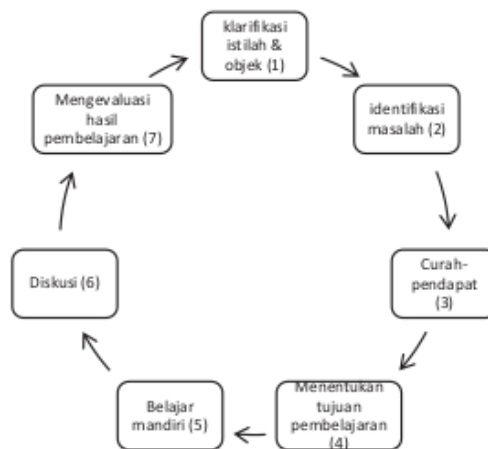 klarifikasi
istilah &
objek (1)
identifikasi
masalah (2)
Curah-
pendapat
(3)
Menentukan
tujuan
pembelajaran
(4)
Belajar
mandiri (5)
Diskusi (6)
Mengevaluasi
hasil
pembelajaran (7)